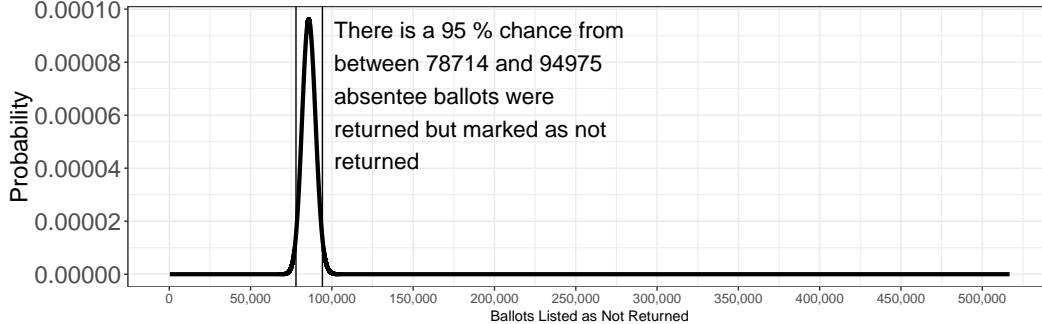 0.00010
0.00008
0.00006
0.00004
0.00002
0.00000
Probability
There is a 95 % chance from
between 78714 and 94975
absentee ballots were
returned but marked as not
returned
0 50,000 100,000 150,000 200,000 250,000 300,000 350,000 400,000 450,000 500,000
Ballots Listed as Not Returned